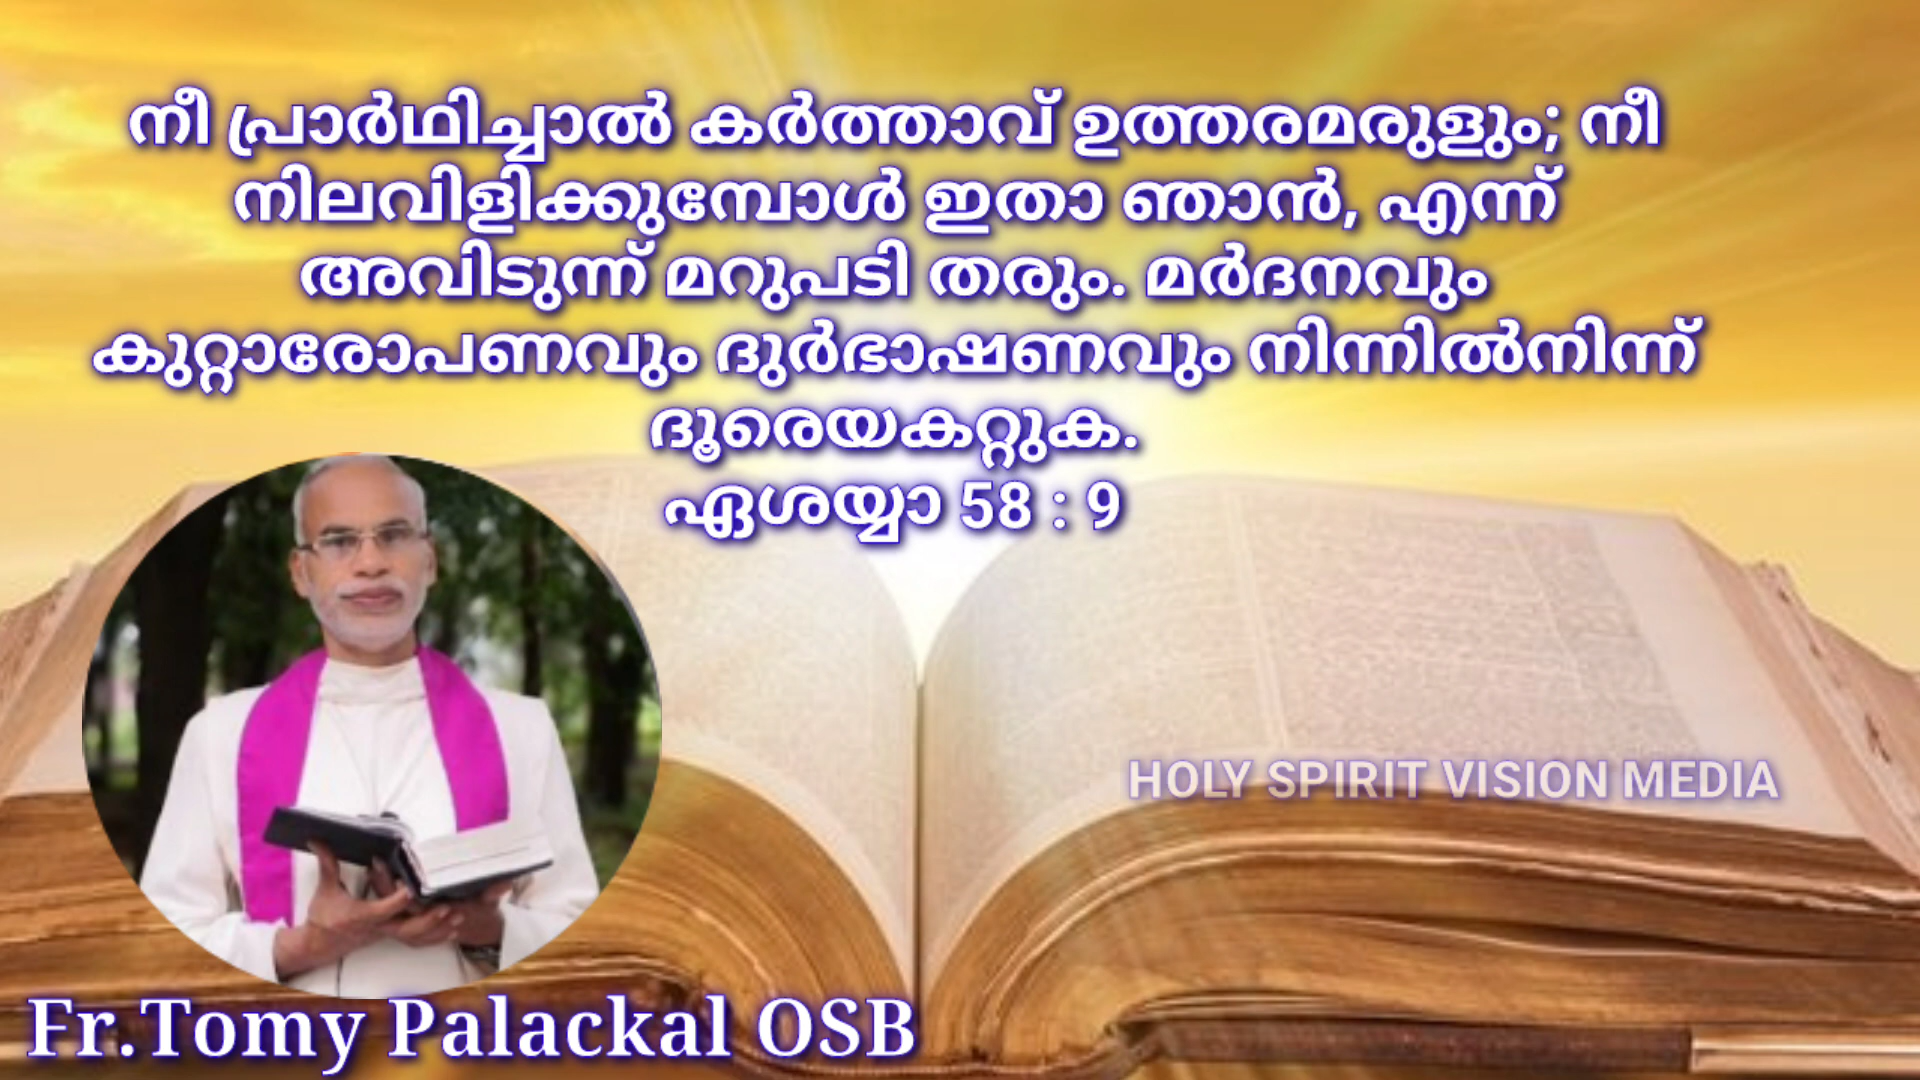 നീ പ്രാർഥിച്ചാൽ കർത്താവ് ഉത്തരമരുളും; നീ
നിലവിളിക്കുമ്പോൾ ഇതാ ഞാൻ, എന്ന്
അവിടുന്ന് മറുപടി തരും. മർദനവും
കുറ്റാരോപണവും ദുർഭാഷണവും നിന്നിൽനിന്ന്
ദൂരെയകറ്റുക.
ഏശയ്യാ 58 : 9
HOLY SPIRIT VISION MEDIA
Fr.Tomy Palackal OSB